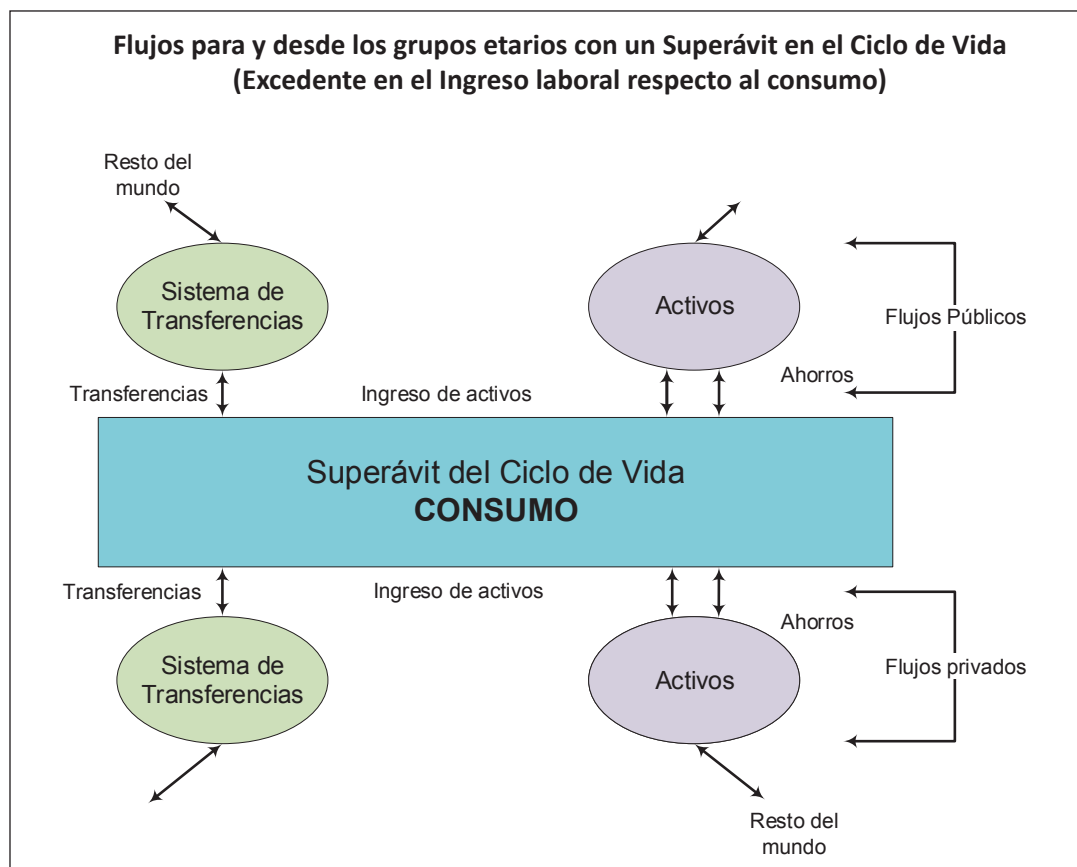 Flujos para y desde los grupos etarios con un Superávit en el Ciclo de Vida
(Excedente en el Ingreso laboral respecto al consumo)
Resto del
mundo
Sistema de
Transferencias
Activos
Flujos Públicos
Transferencias
Ingreso de activos
Ahorros
Superávit del Ciclo de Vida
CONSUMO
Transferencias
Ingreso de activos
Ahorros
Sistema de
Transferencias
Activos
Flujos privados
Resto del
mundo